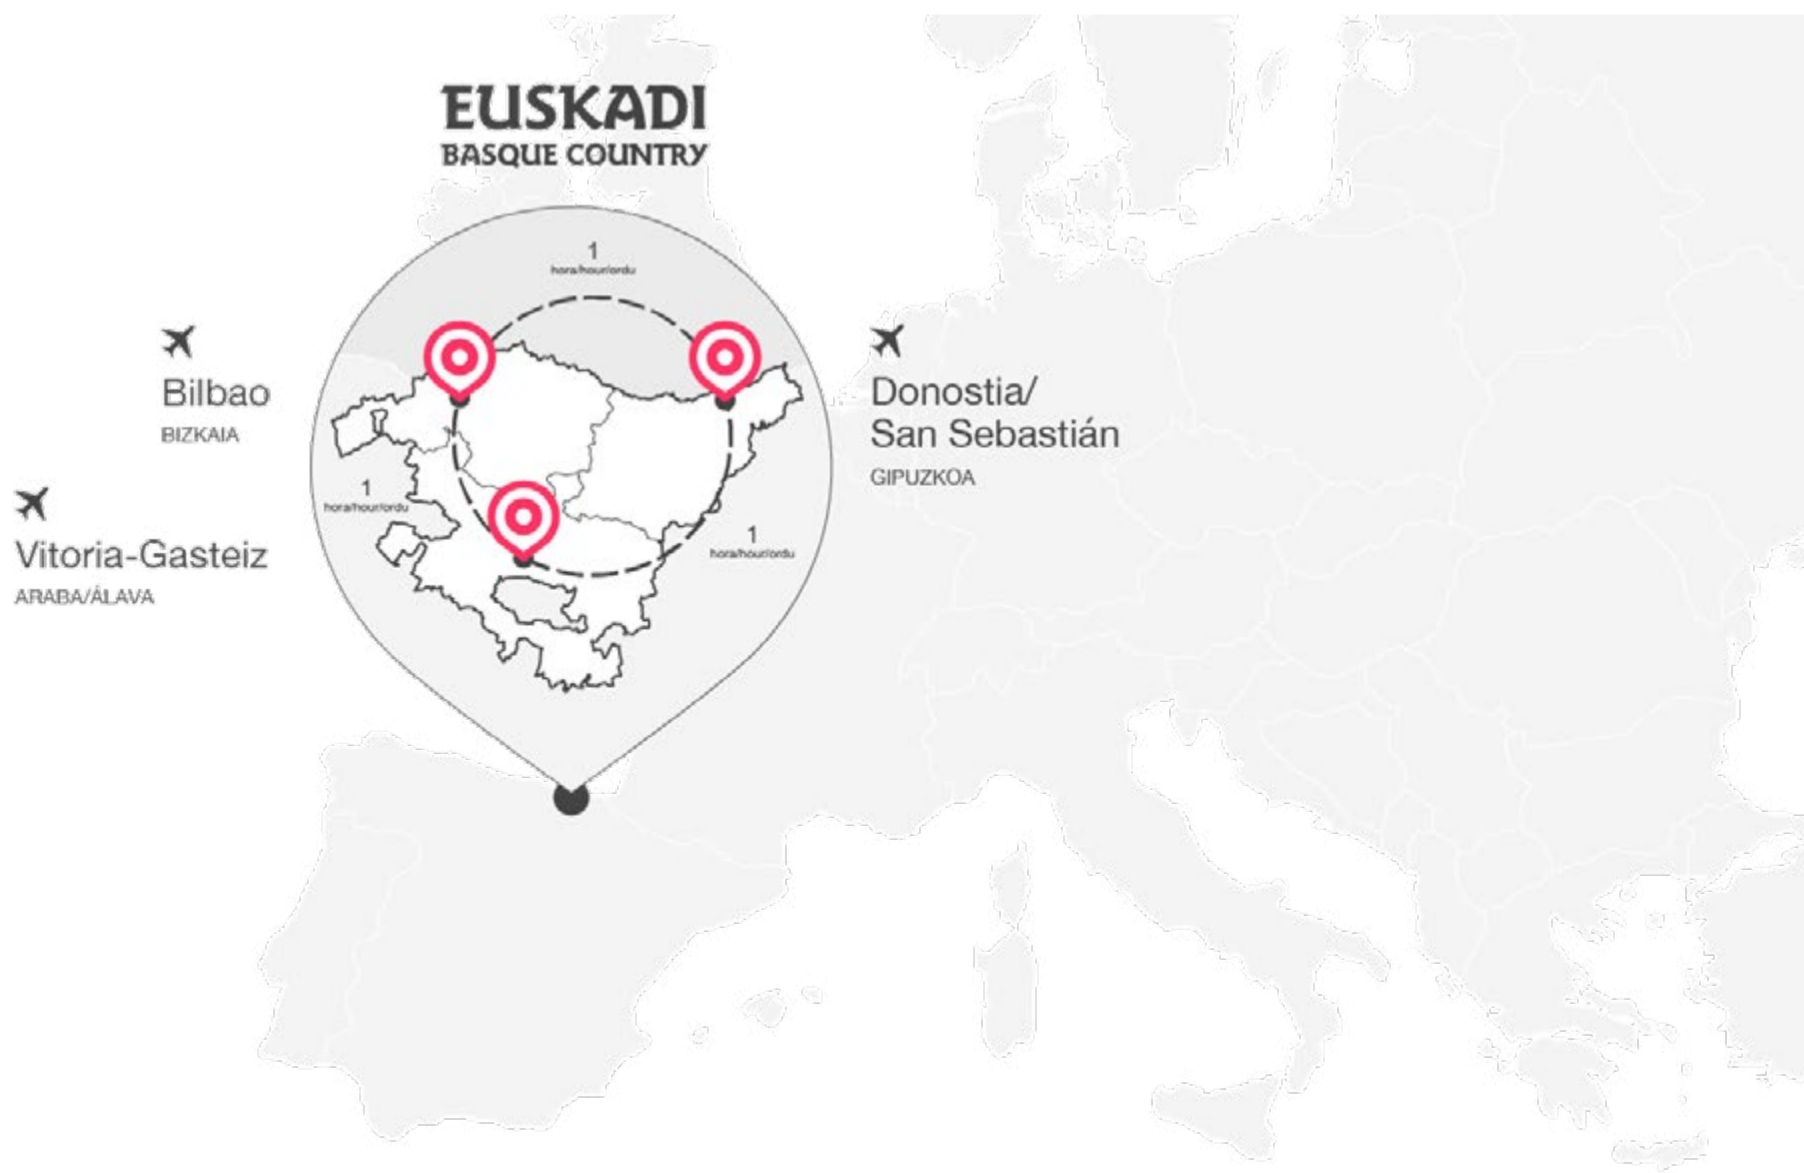 EUSKADI
BASQUE COUNTRY
1
hora/hour/ordu
Bilbao
BIZKAIA
Donostia/
San Sebastián
GIPUZKOA
1
hora/hour/ordu
Vitoria-Gasteiz
ARABA/ÁLAVA
1
hora/hour/ordu